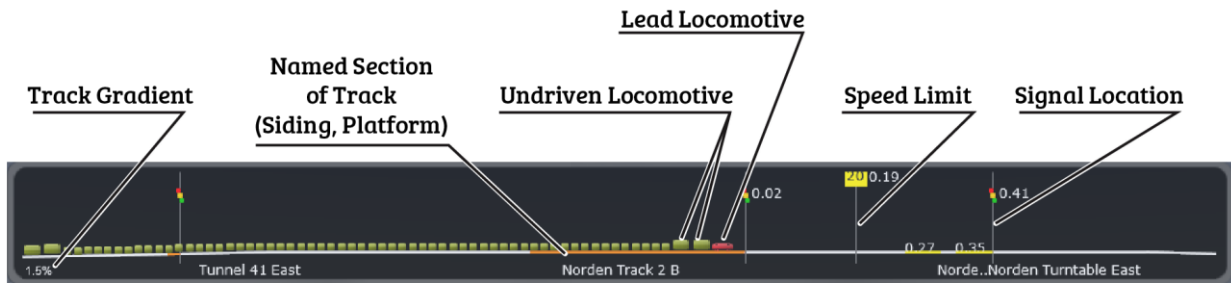 Lead Locomotive
Named Section
of Track
(Siding, Platform)
Track Gradient
Undriven Locomotive
Speed Limit
Signal Location
20 0.19
0.02
0.41
0.27
0.35
1.5%
Tunnel 41 East
Norden Track 2 B
Norde..Norden Turntable East